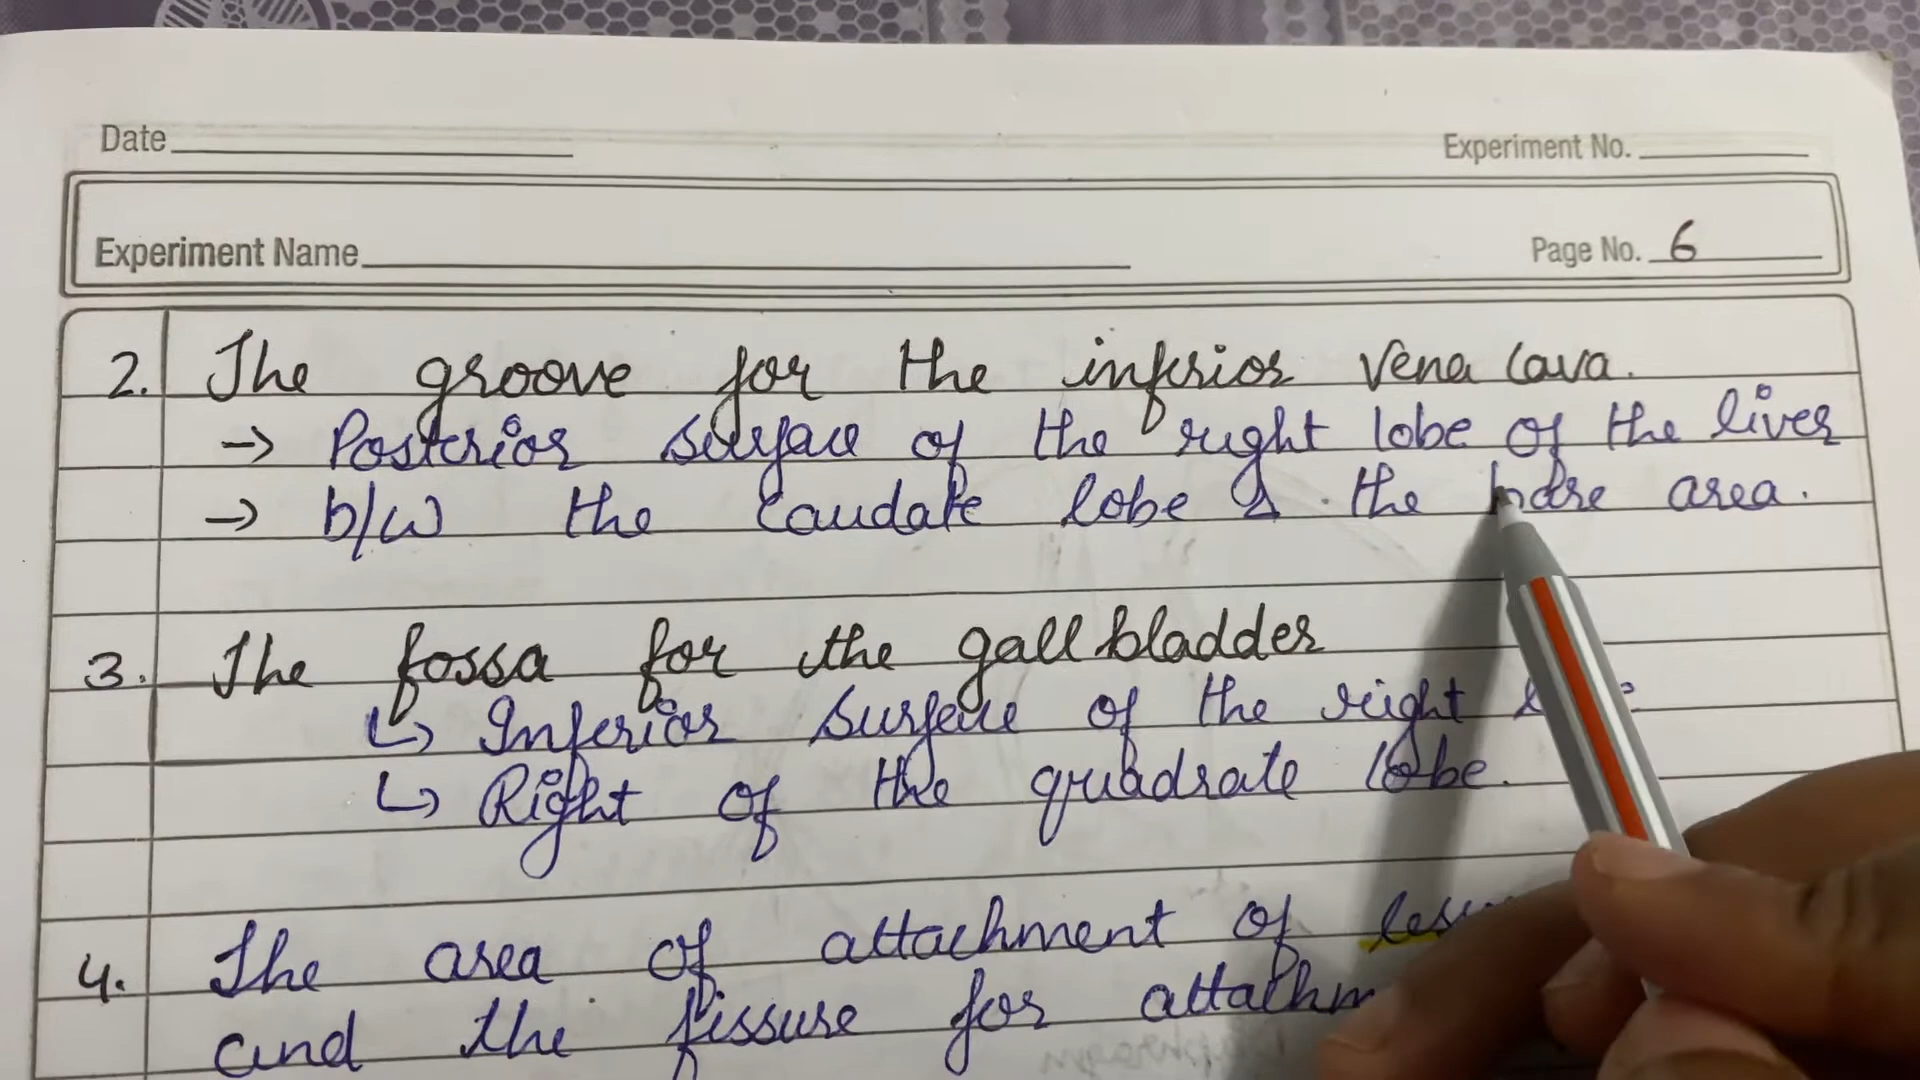 Date
Experiment No.
Experiment Name
Page No. 6
2. The groove for the inferior vena cava.
→ Posterior surface of the right lobe of the liver
→ b/w the caudate lobe & the bare area.
3. The fossa for the gallbladder
↳ Inferior surface of the right
↳ Right of the quadrate lobe.
4. The area of attachment of
and the fissure for